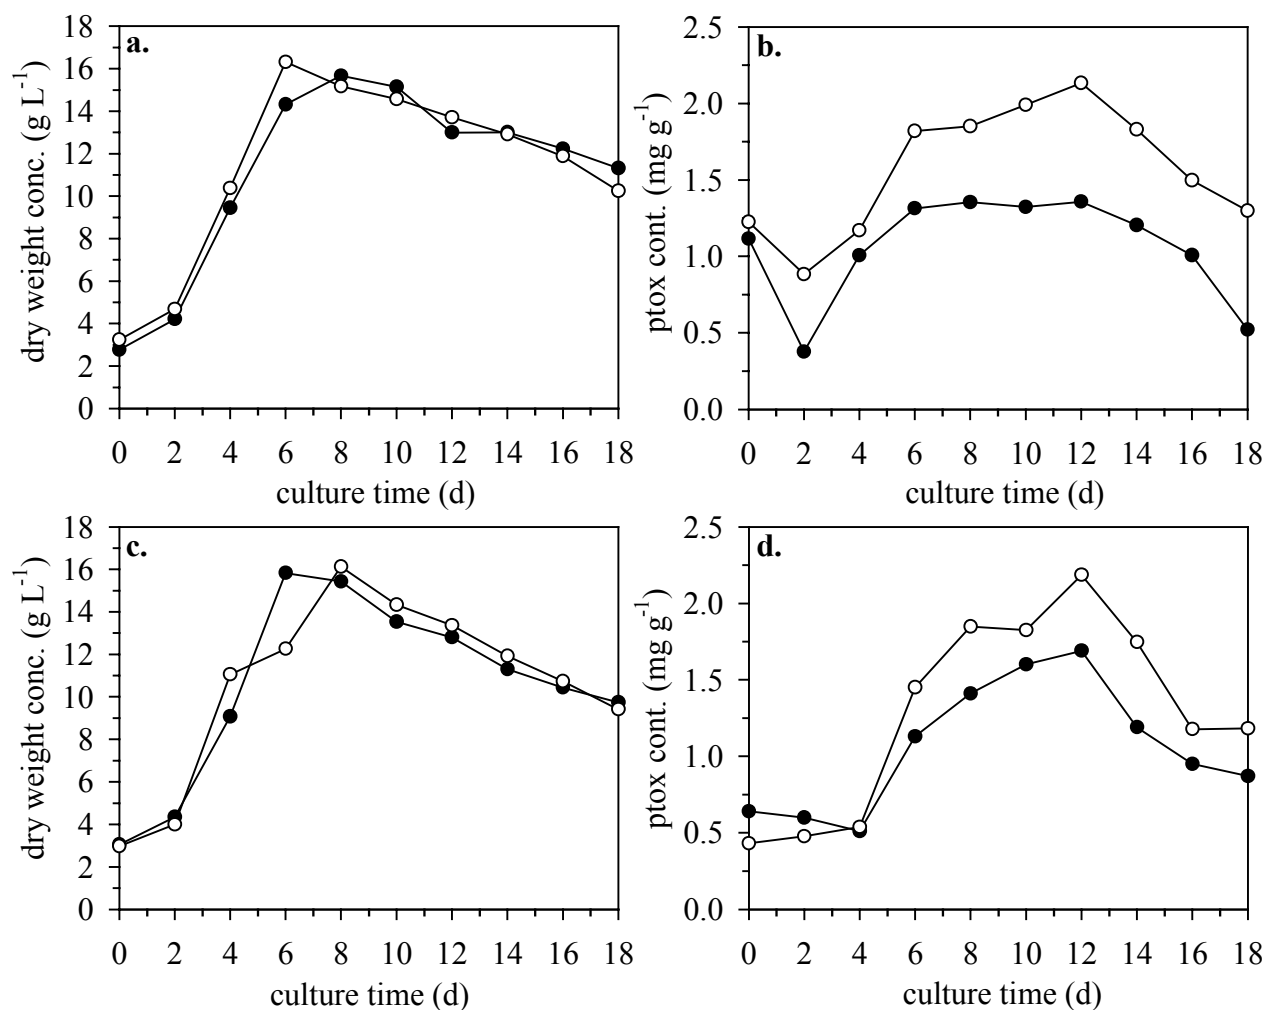 a.
dry weight conc. (g L⁻¹)
18
16
14
12
10
8
6
4
2
0
0 2 4 6 8 10 12 14 16 18
culture time (d)
b.
ptox cont. (mg g⁻¹)
2.5
2.0
1.5
1.0
0.5
0.0
0 2 4 6 8 10 12 14 16 18
culture time (d)
c.
dry weight conc. (g L⁻¹)
18
16
14
12
10
8
6
4
2
0
0 2 4 6 8 10 12 14 16 18
culture time (d)
d.
ptox cont. (mg g⁻¹)
2.5
2.0
1.5
1.0
0.5
0.0
0 2 4 6 8 10 12 14 16 18
culture time (d)